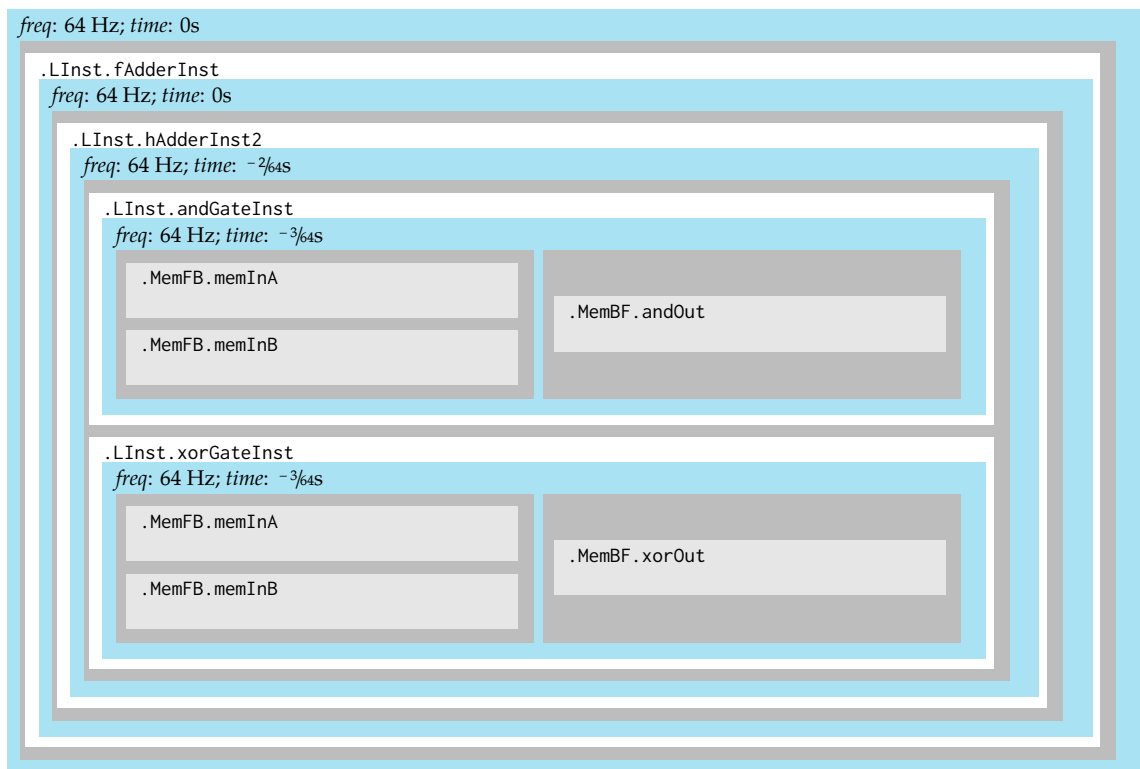 freq: 64 Hz; time: 0s
.LInst.fAdderInst
freq: 64 Hz; time: 0s
.LInst.hAdderInst2
freq: 64 Hz; time: −2/64s
.LInst.andGateInst
freq: 64 Hz; time: −3/64s
.MemFB.memInA
.MemFB.memInB
.MemBF.andOut
.LInst.xorGateInst
freq: 64 Hz; time: −3/64s
.MemFB.memInA
.MemFB.memInB
.MemBF.xorOut